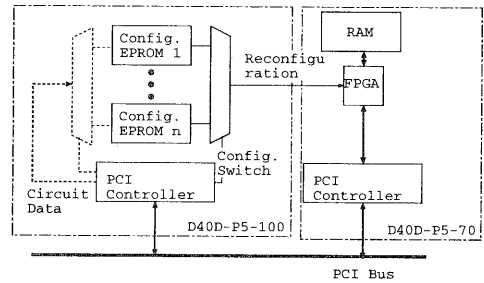 Config.
EPROM 1
Config.
EPROM n
PCI
Controller
Circuit
Data
Config.
Switch
D40D-P5-100
Reconfigu
ration
RAM
FPGA
PCI
Controller
D40D-P5-70
PCI Bus